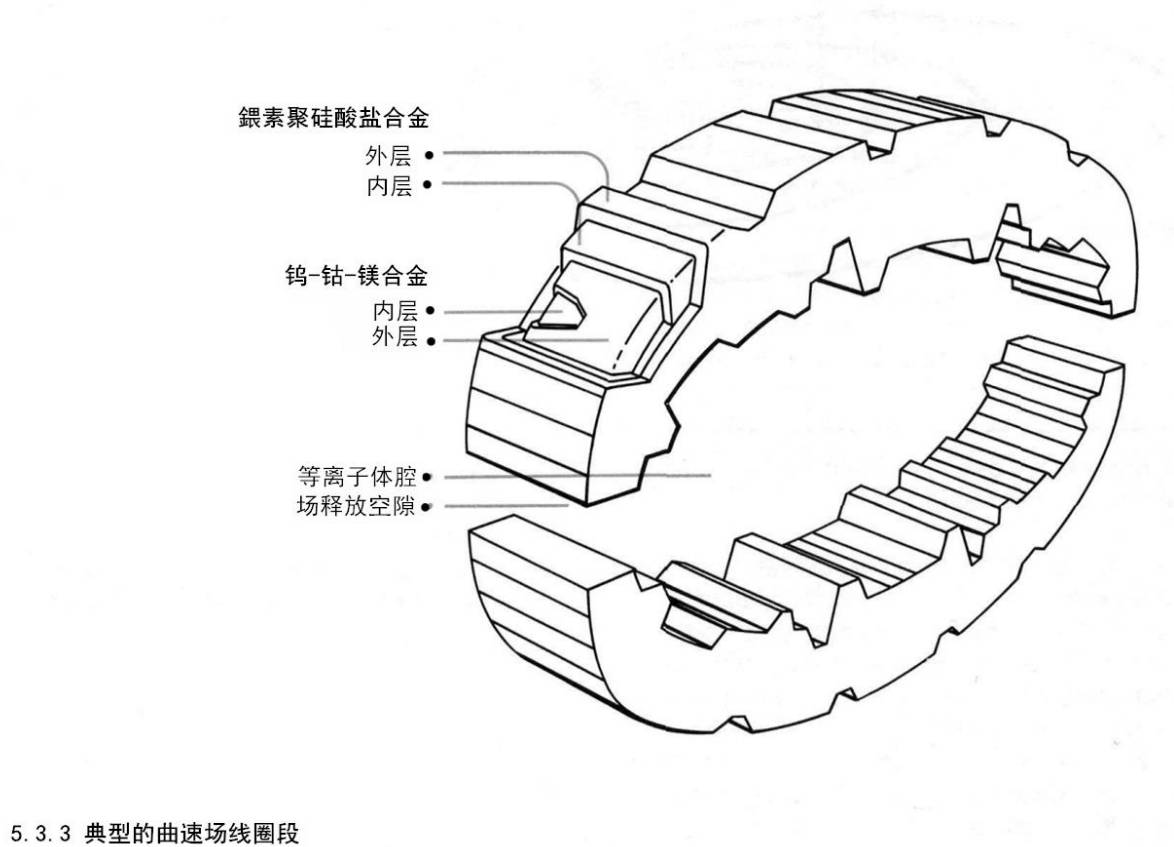 鍡素聚硅酸盐合金
外层
内层
钨-钴-镁合金
内层
外层
等离子体腔
场释放空隙
5.3.3 典型的曲速场线圈段